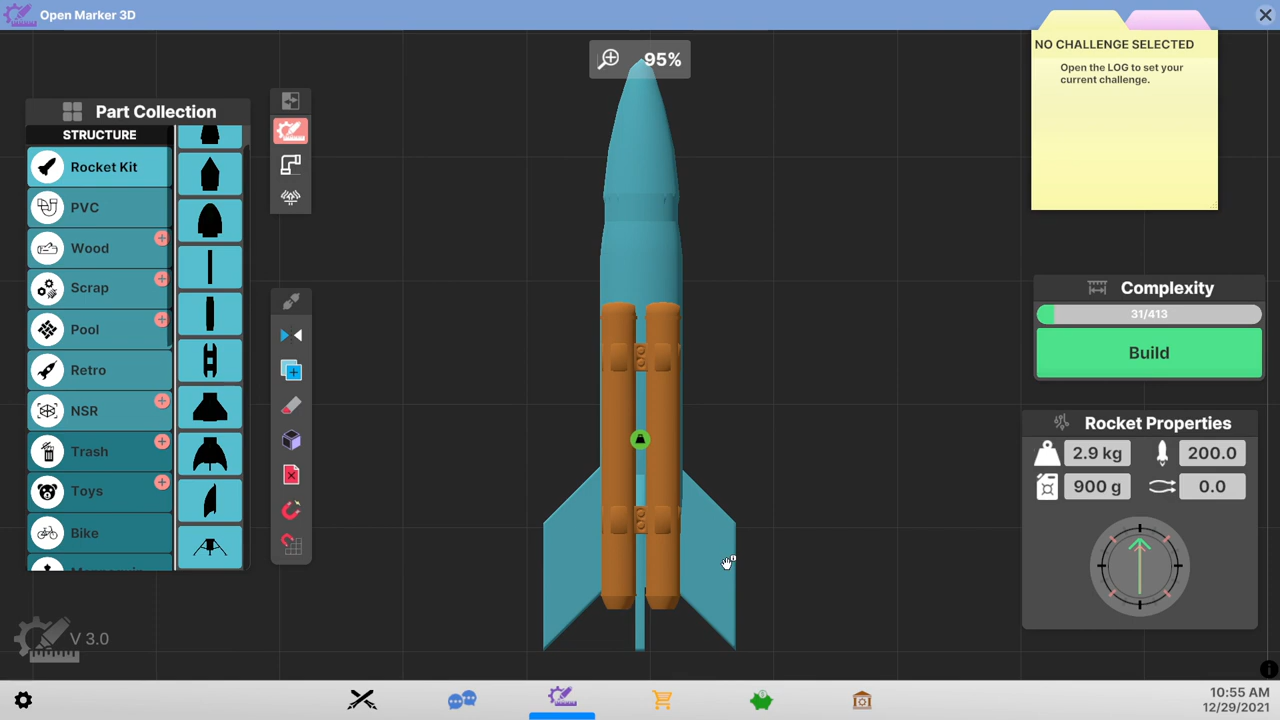 Open Marker 3D
95%
NO CHALLENGE SELECTED
Open the LOG to set your
current challenge.
Part Collection
STRUCTURE
Rocket Kit
PVC
Wood
Scrap
Pool
Retro
NSR
Trash
Toys
Bike
Complexity
31/413
Build
Rocket Properties
2.9 kg
200.0
900 g
0.0
V 3.0
10:55 AM
12/29/2021